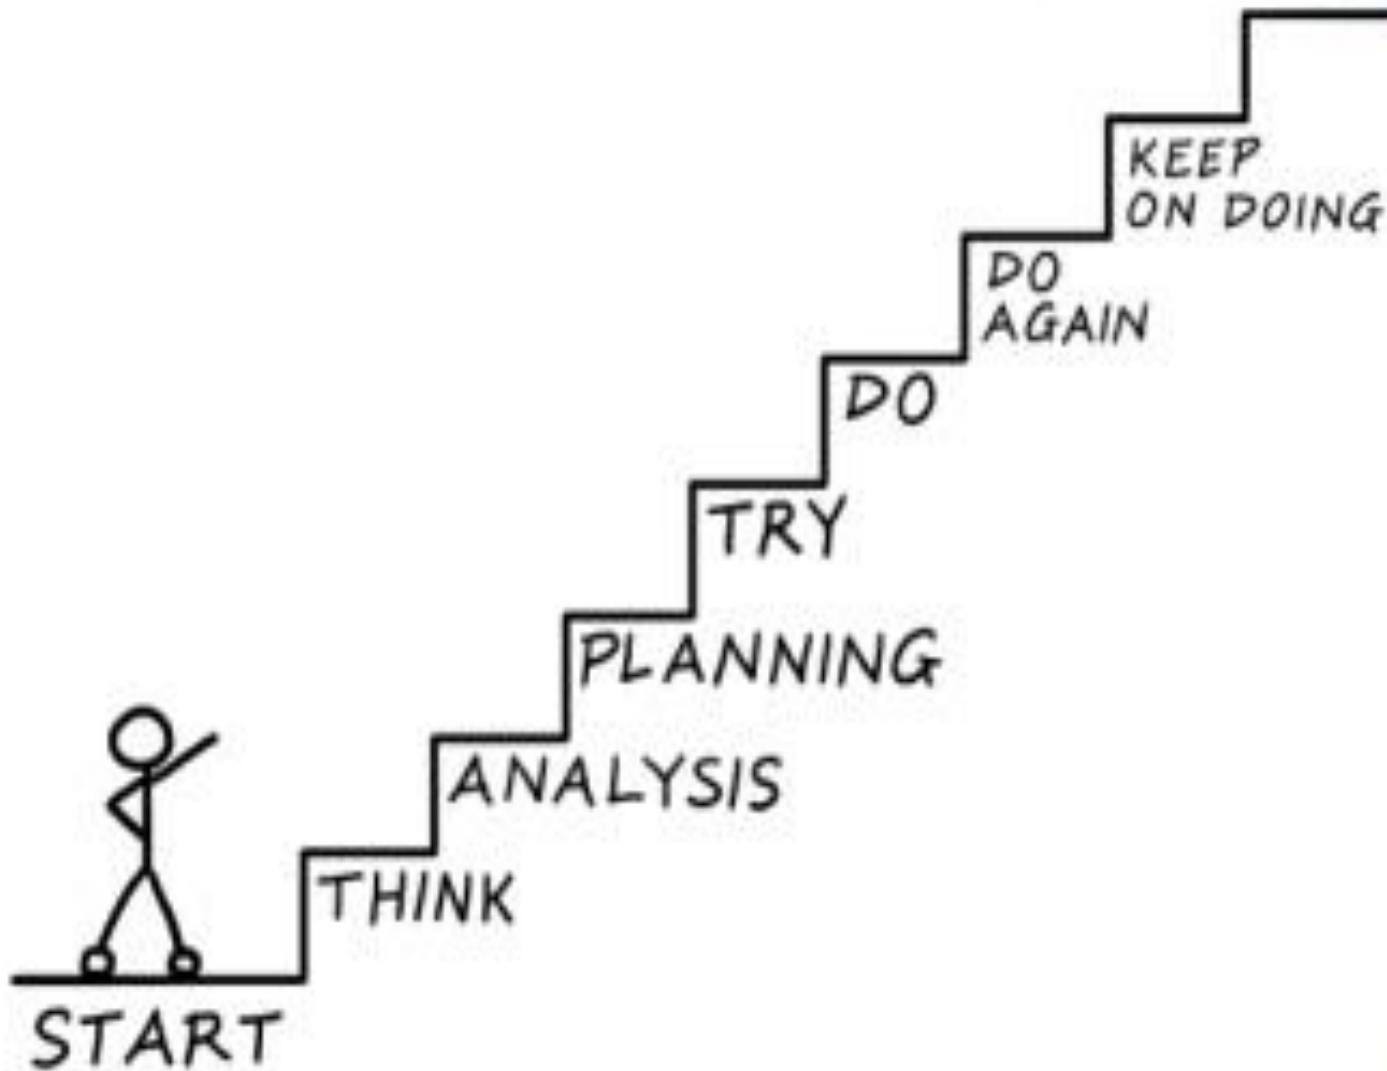 KEEP
ON DOING
DO
AGAIN
DO
TRY
PLANNING
ANALYSIS
THINK
START